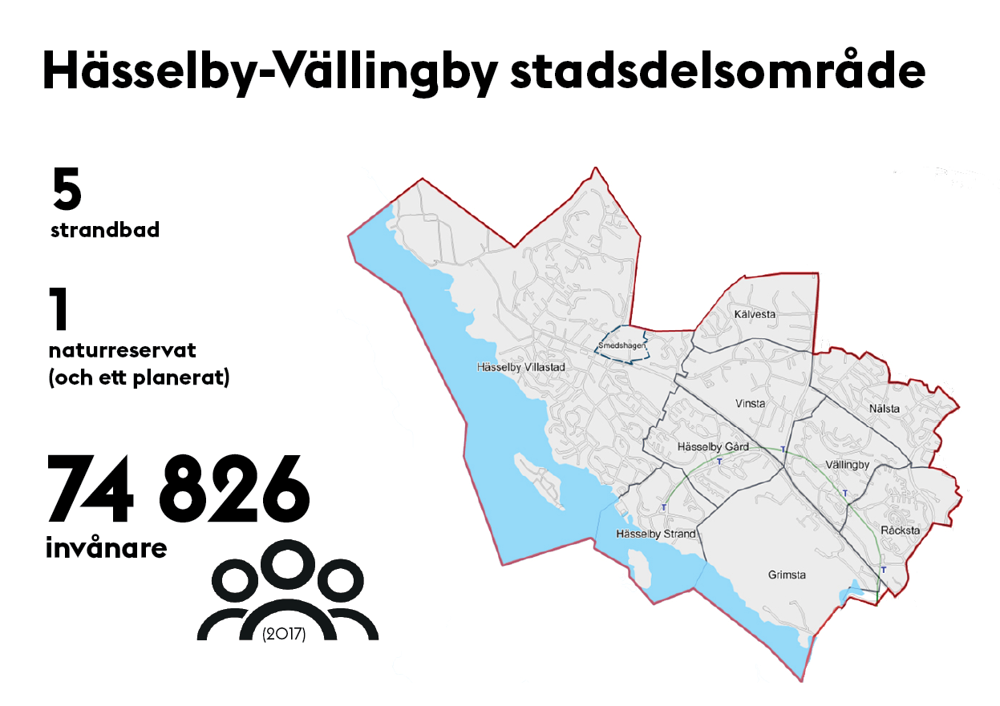 Hässelby-Vällingby stadsdelsområde
5
strandbad
1
naturreservat
(och ett planerat)
74 826
invånare
(2017)
Kälvesta
Smedshagen
Hässelby Villastad
Vinsta
Nälsta
Hässelby Gård
T
T
Vällingby
T
T
Hässelby Strand
Råcksta
T
Grimsta